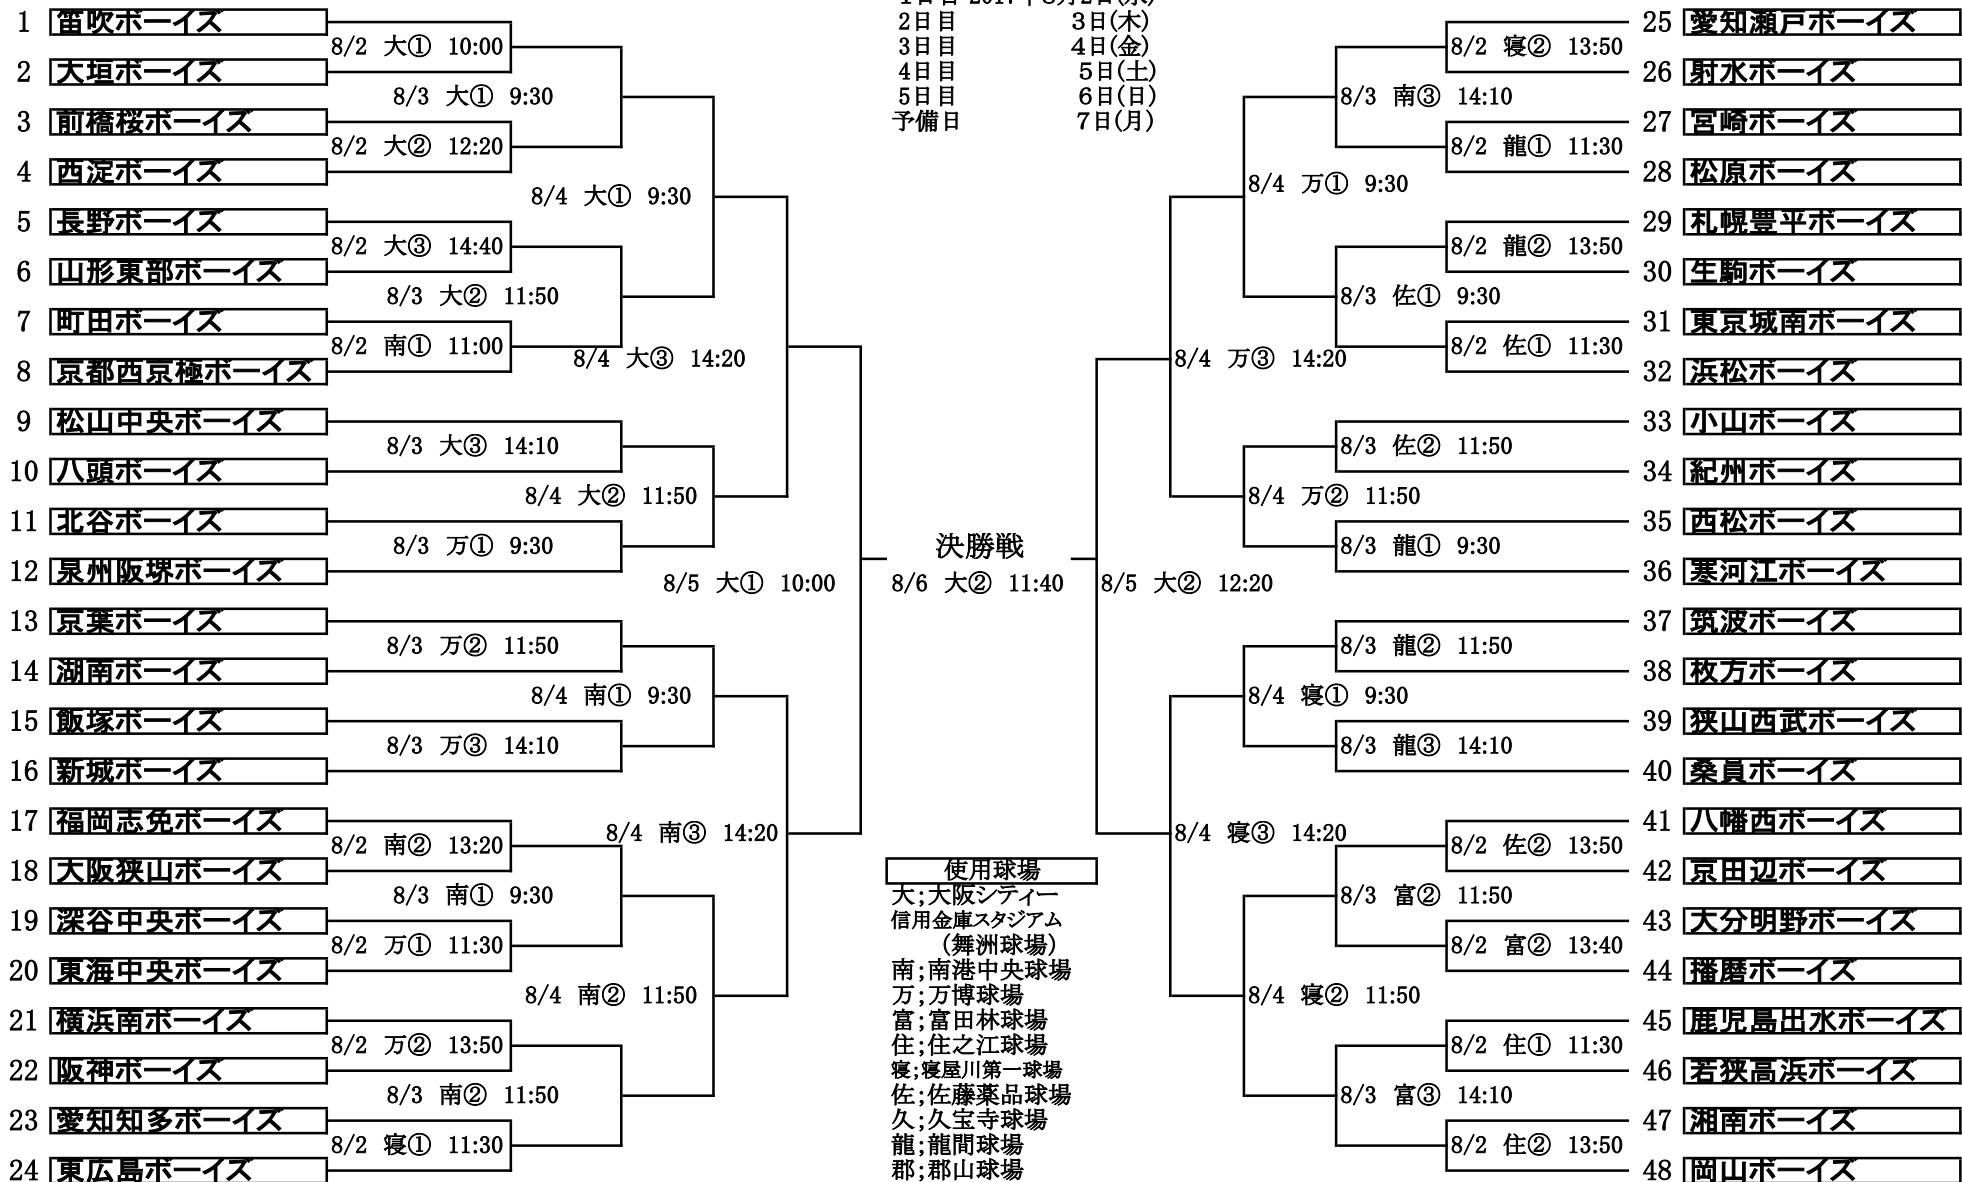 1 笛吹ボーイズ
8/2 大① 10:00
2 大垣ボーイズ
8/3 大① 9:30
3 前橋桜ボーイズ
8/2 大② 12:20
4 西淀ボーイズ
8/4 大① 9:30
5 長野ボーイズ
8/2 大③ 14:40
6 山形東部ボーイズ
8/3 大② 11:50
7 町田ボーイズ
8/2 南① 11:00
8/4 大③ 14:20
8 京都西京極ボーイズ
9 松山中央ボーイズ
8/3 大③ 14:10
10 八頭ボーイズ
8/4 大② 11:50
11 北谷ボーイズ
8/3 万① 9:30
12 泉州阪堺ボーイズ
8/5 大① 10:00
13 京葉ボーイズ
8/3 万② 11:50
14 湖南ボーイズ
8/4 南① 9:30
15 飯塚ボーイズ
8/3 万③ 14:10
16 新城ボーイズ
17 福岡志免ボーイズ
8/4 南③ 14:20
8/2 南② 13:20
18 大阪狭山ボーイズ
8/3 南① 9:30
19 深谷中央ボーイズ
8/2 万① 11:30
20 東海中央ボーイズ
8/4 南② 11:50
21 横浜南ボーイズ
8/2 万② 13:50
22 阪神ボーイズ
8/3 南② 11:50
23 愛知知多ボーイズ
8/2 寝① 11:30
24 東広島ボーイズ
1日目 2017年8月2日(水)
2日目 3日(木)
3日目 4日(金)
4日目 5日(土)
5日目 6日(日)
予備日 7日(月)
決勝戦
8/6 大② 11:40
使用球場
大;大阪シティー
信用金庫スタジアム
(舞洲球場)
南;南港中央球場
万;万博球場
富;富田林球場
住;住之江球場
寝;寝屋川第一球場
佐;佐藤薬品球場
久;久宝寺球場
龍;龍間球場
郡;郡山球場
25 愛知瀬戸ボーイズ
8/2 寝② 13:50
26 射水ボーイズ
8/3 南③ 14:10
27 宮崎ボーイズ
8/2 龍① 11:30
28 松原ボーイズ
8/4 万① 9:30
29 札幌豊平ボーイズ
8/2 龍② 13:50
30 生駒ボーイズ
8/3 佐① 9:30
31 東京城南ボーイズ
8/2 佐① 11:30
8/4 万③ 14:20
32 浜松ボーイズ
33 小山ボーイズ
8/3 佐② 11:50
34 紀州ボーイズ
8/4 万② 11:50
35 西松ボーイズ
8/3 龍① 9:30
36 寒河江ボーイズ
8/5 大② 12:20
37 筑波ボーイズ
8/3 龍② 11:50
38 枚方ボーイズ
8/4 寝① 9:30
39 狭山西武ボーイズ
8/3 龍③ 14:10
40 桑員ボーイズ
41 八幡西ボーイズ
8/4 寝③ 14:20
8/2 佐② 13:50
42 京田辺ボーイズ
8/3 富② 11:50
43 大分明野ボーイズ
8/2 富② 13:40
44 播磨ボーイズ
8/4 寝② 11:50
45 鹿児島出水ボーイズ
8/2 住① 11:30
46 若狭高浜ボーイズ
8/3 富③ 14:10
47 湘南ボーイズ
8/2 住② 13:50
48 岡山ボーイズ